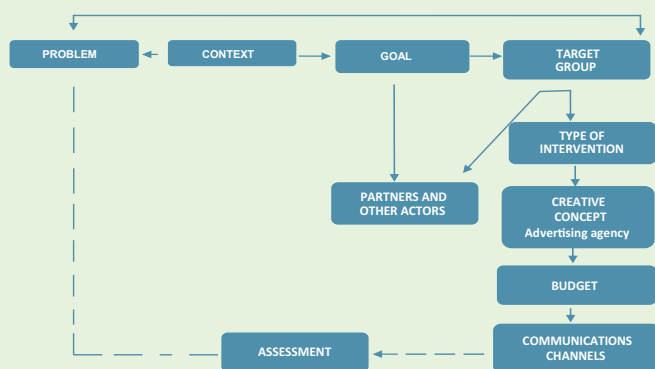 PROBLEM
CONTEXT
GOAL
TARGET
GROUP
TYPE OF
INTERVENTION
PARTNERS AND
OTHER ACTORS
CREATIVE
CONCEPT
Advertising agency
BUDGET
COMMUNICATIONS
CHANNELS
ASSESSMENT